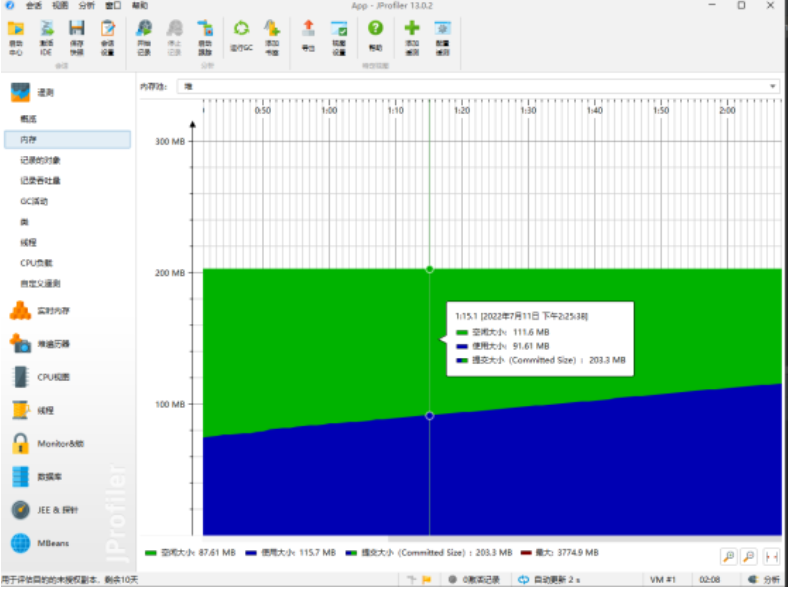 会话 视图 分析 窗口 帮助
App - JProfiler 13.0.2
启动中心 激活IDE 保存快照 会话设置 开始记录 停止记录 启动跟踪 运行GC 添加书签 导出 视图设置 帮助 添加遥测 配置遥测
会话 分析 特定视图
遥测
概览
内存
记录的对象
记录吞吐量
GC活动
类
线程
CPU负载
自定义遥测
实时内存
堆遍历器
CPU视图
线程
Monitor&锁
数据库
JEE & 探针
MBeans
JProfiler
内存池: 堆
0:50 1:00 1:10 1:20 1:30 1:40 1:50 2:00
300 MB
200 MB
100 MB
1:15.1 [2022年7月11日 下午2:25:38]
空闲大小: 111.6 MB
使用大小: 91.61 MB
提交大小 (Committed Size) : 203.3 MB
空闲大小: 87.61 MB 使用大小: 115.7 MB 提交大小 (Committed Size) : 203.3 MB 最大: 3774.9 MB
用于评估目的的未授权副本，剩余10天
0激活记录 自动更新 2 s VM #1 02:08 分析